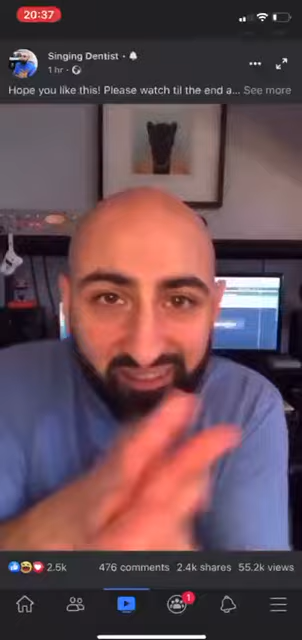 20:37
Singing Dentist
1 hr
Hope you like this! Please watch til the end a... See more
2.5k 476 comments 2.4k shares 55.2k views
1